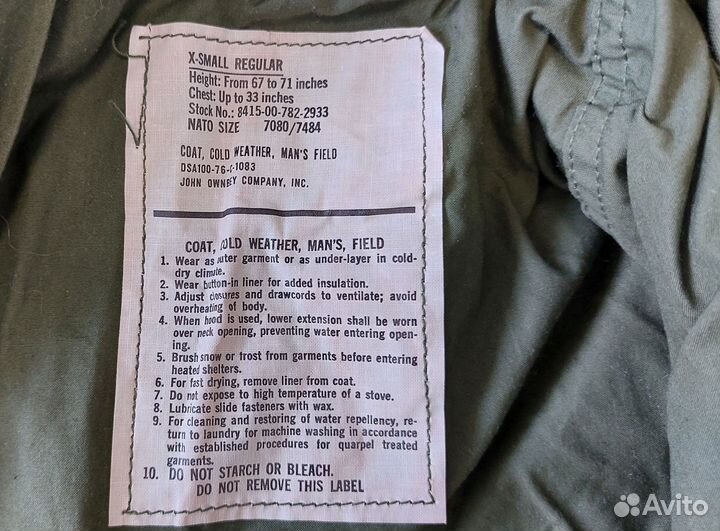 X-SMALL REGULAR
Height: From 67 to 71 inches
Chest: Up to 33 inches
Stock No.: 8415-00-782-2933
NATO SIZE 7080/7484
COAT, COLD WEATHER, MAN'S FIELD
DSA100-76-C-1083
JOHN OWNBEY COMPANY, INC.
COAT, COLD WEATHER, MAN'S, FIELD
1. Wear as outer garment or as under-layer in cold-
dry climate.
2. Wear button-in liner for added insulation.
3. Adjust closures and drawcords to ventilate; avoid
overheating of body.
4. When hood is used, lower extension shall be worn
over neck opening, preventing water entering open-
ing.
5. Brush snow or trost from garments before entering
heated shelters.
6. For fast drying, remove liner from coat.
7. Do not expose to high temperature of a stove.
8. Lubricate slide fasteners with wax.
9. For cleaning and restoring of water repellency, re-
turn to laundry for machine washing in accordance
with established procedures for quarpel treated
garments.
10. DO NOT STARCH OR BLEACH.
DO NOT REMOVE THIS LABEL
Avito